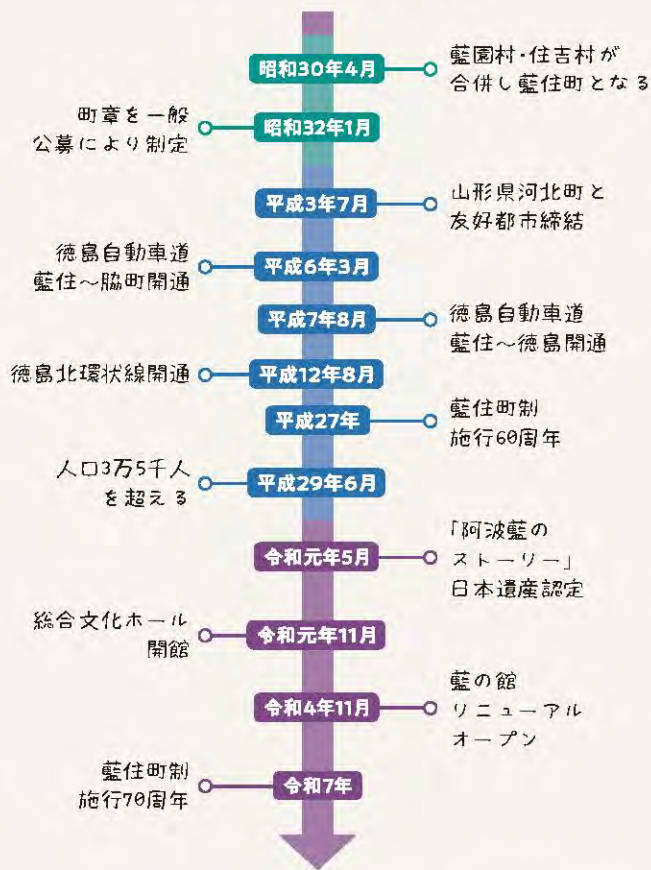 昭和30年4月
藍園村・住吉村が
合併し藍住町となる
昭和32年1月
町章を一般
公募により制定
平成3年7月
山形県河北町と
友好都市締結
平成6年3月
徳島自動車道
藍住～脇町開通
平成7年8月
徳島自動車道
藍住～徳島開通
平成12年8月
徳島北環状線開通
平成27年
藍住町制
施行60周年
平成29年6月
人口3万5千人
を超える
令和元年5月
「阿波藍の
ストーリー」
日本遺産認定
令和元年11月
総合文化ホール
開館
令和4年11月
藍の館
リニューアル
オープン
令和7年
藍住町制
施行70周年